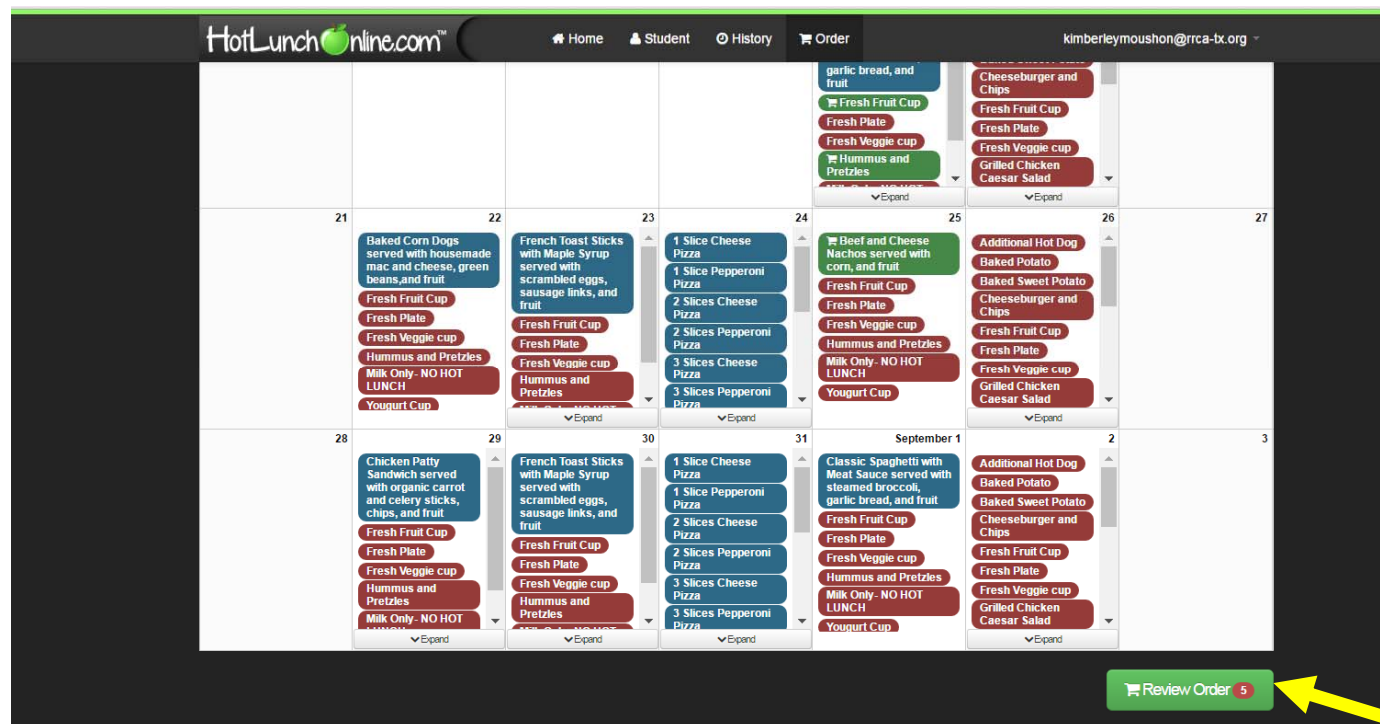 HotLunchOnline.com™
Home
Student
History
Order
kimberleymoushon@rrca-tx.org
garlic bread, and
fruit
Fresh Fruit Cup
Fresh Plate
Fresh Veggie cup
Hummus and
Pretzles
Expand
Cheeseburger and
Chips
Fresh Fruit Cup
Fresh Plate
Fresh Veggie cup
Grilled Chicken
Caesar Salad
Expand
21
22
Baked Corn Dogs
served with housemade
mac and cheese, green
beans,and fruit
Fresh Fruit Cup
Fresh Plate
Fresh Veggie cup
Hummus and Pretzles
Milk Only- NO HOT
LUNCH
Yougurt Cup
23
French Toast Sticks
with Maple Syrup
served with
scrambled eggs,
sausage links, and
fruit
Fresh Fruit Cup
Fresh Plate
Fresh Veggie cup
Hummus and
Pretzles
Expand
24
1 Slice Cheese
Pizza
1 Slice Pepperoni
Pizza
2 Slices Cheese
Pizza
2 Slices Pepperoni
Pizza
3 Slices Cheese
Pizza
3 Slices Pepperoni
Pizza
Expand
25
Beef and Cheese
Nachos served with
corn, and fruit
Fresh Fruit Cup
Fresh Plate
Fresh Veggie cup
Hummus and Pretzles
Milk Only- NO HOT
LUNCH
Yougurt Cup
26
Additional Hot Dog
Baked Potato
Baked Sweet Potato
Cheeseburger and
Chips
Fresh Fruit Cup
Fresh Plate
Fresh Veggie cup
Grilled Chicken
Caesar Salad
Expand
27
28
29
Chicken Patty
Sandwich served
with organic carrot
and celery sticks,
chips, and fruit
Fresh Fruit Cup
Fresh Plate
Fresh Veggie cup
Hummus and
Pretzles
Milk Only- NO HOT
Expand
30
French Toast Sticks
with Maple Syrup
served with
scrambled eggs,
sausage links, and
fruit
Fresh Fruit Cup
Fresh Plate
Fresh Veggie cup
Hummus and
Pretzles
Expand
31
1 Slice Cheese
Pizza
1 Slice Pepperoni
Pizza
2 Slices Cheese
Pizza
2 Slices Pepperoni
Pizza
3 Slices Cheese
Pizza
3 Slices Pepperoni
Pizza
Expand
September 1
Classic Spaghetti with
Meat Sauce served with
steamed broccoli,
garlic bread, and fruit
Fresh Fruit Cup
Fresh Plate
Fresh Veggie cup
Hummus and Pretzles
Milk Only- NO HOT
LUNCH
Yougurt Cup
2
Additional Hot Dog
Baked Potato
Baked Sweet Potato
Cheeseburger and
Chips
Fresh Fruit Cup
Fresh Plate
Fresh Veggie cup
Grilled Chicken
Caesar Salad
Expand
3
Review Order 5